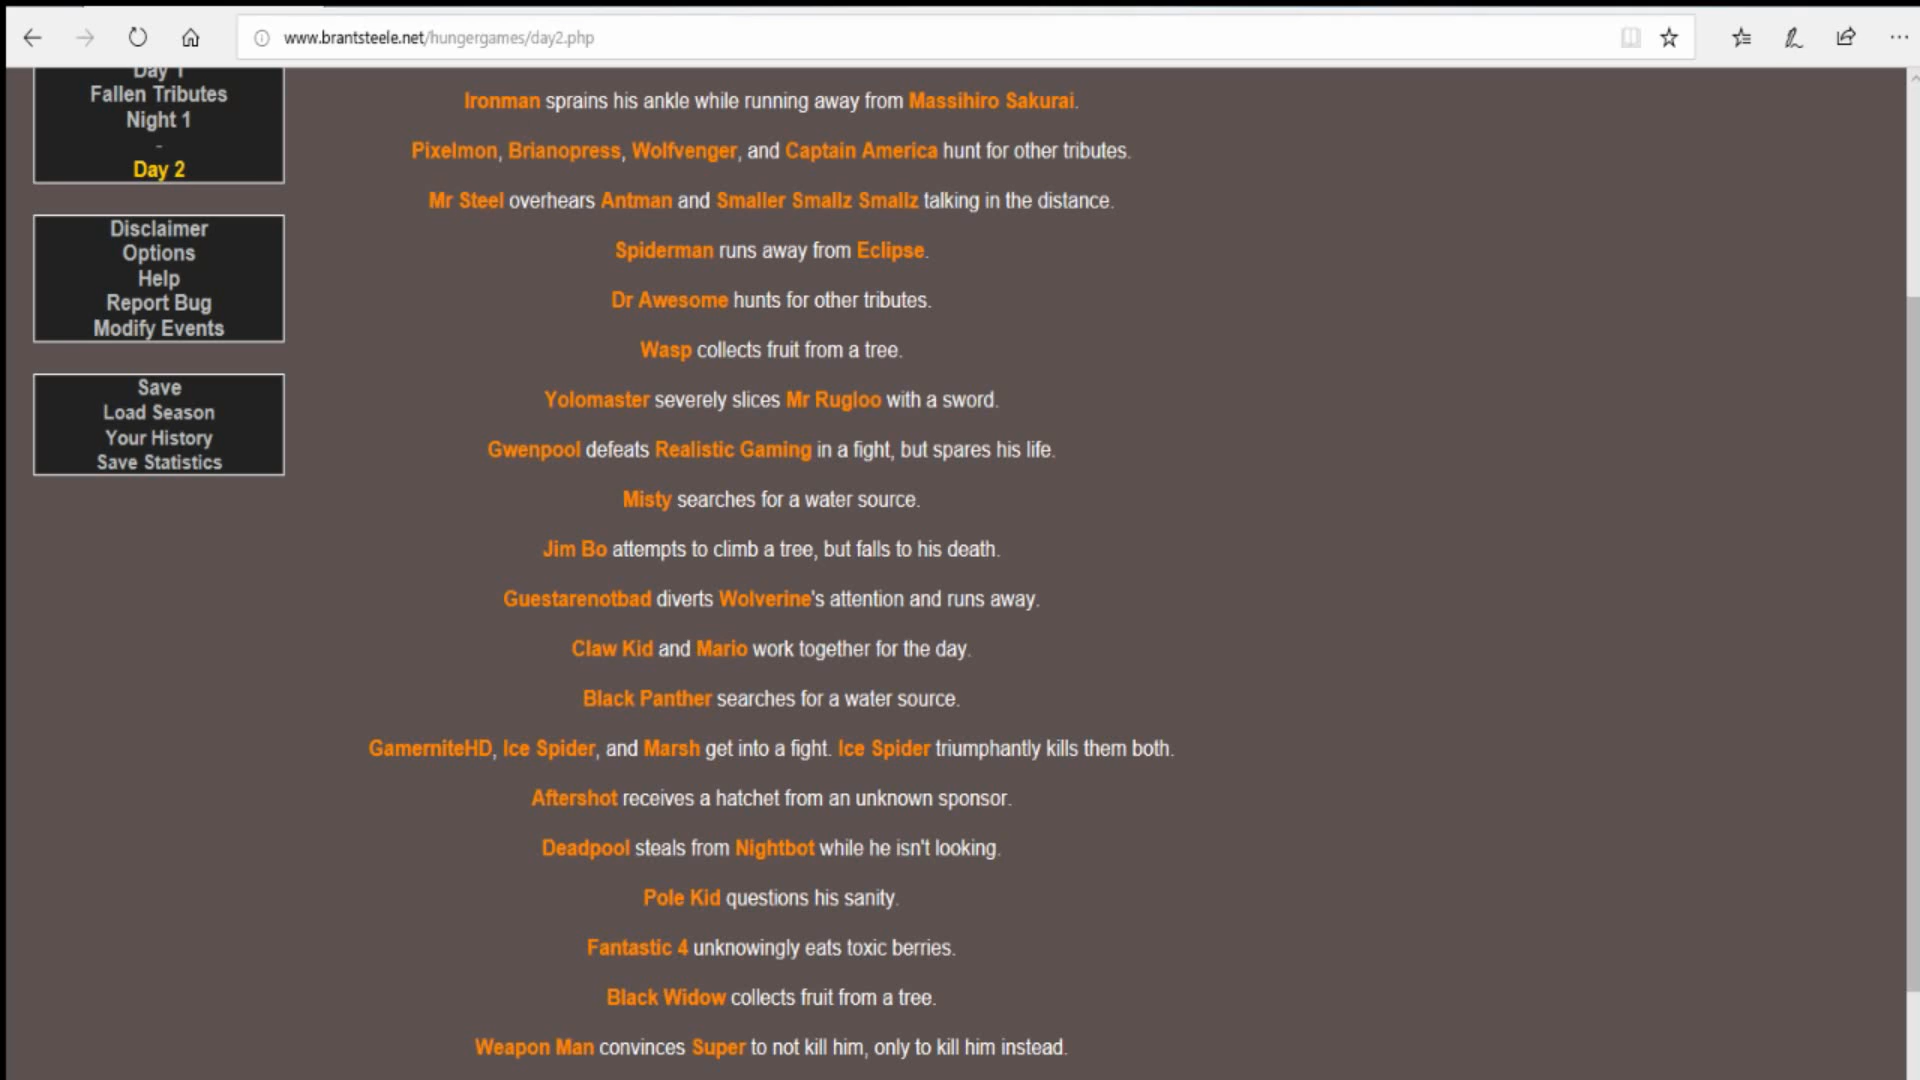 www.brantsteele.net/hungergames/day2.php
Day 1
Fallen Tributes
Night 1
-
Day 2
Disclaimer
Options
Help
Report Bug
Modify Events
Save
Load Season
Your History
Save Statistics
Ironman sprains his ankle while running away from Massihiro Sakurai.
Pixelmon, Brianopress, Wolfvenger, and Captain America hunt for other tributes.
Mr Steel overhears Antman and Smaller Smallz Smallz talking in the distance.
Spiderman runs away from Eclipse.
Dr Awesome hunts for other tributes.
Wasp collects fruit from a tree.
Yolomaster severely slices Mr Rugloo with a sword.
Gwenpool defeats Realistic Gaming in a fight, but spares his life.
Misty searches for a water source.
Jim Bo attempts to climb a tree, but falls to his death.
Guestarenotbad diverts Wolverine's attention and runs away.
Claw Kid and Mario work together for the day.
Black Panther searches for a water source.
GamerniteHD, Ice Spider, and Marsh get into a fight. Ice Spider triumphantly kills them both.
Aftershot receives a hatchet from an unknown sponsor.
Deadpool steals from Nightbot while he isn't looking.
Pole Kid questions his sanity.
Fantastic 4 unknowingly eats toxic berries.
Black Widow collects fruit from a tree.
Weapon Man convinces Super to not kill him, only to kill him instead.